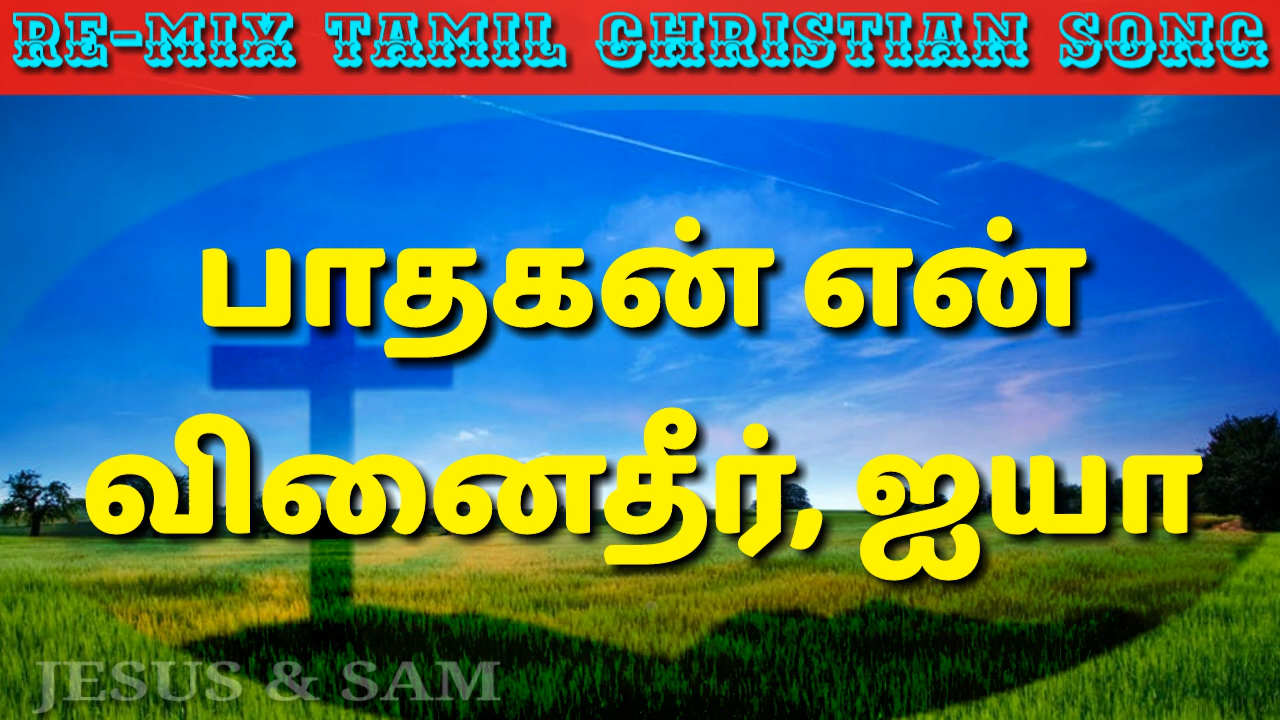 RE-MIX TAMIL CHRISTIAN SONG
பாதகன் என்
வினைதீர், ஐயா
JESUS & SAM